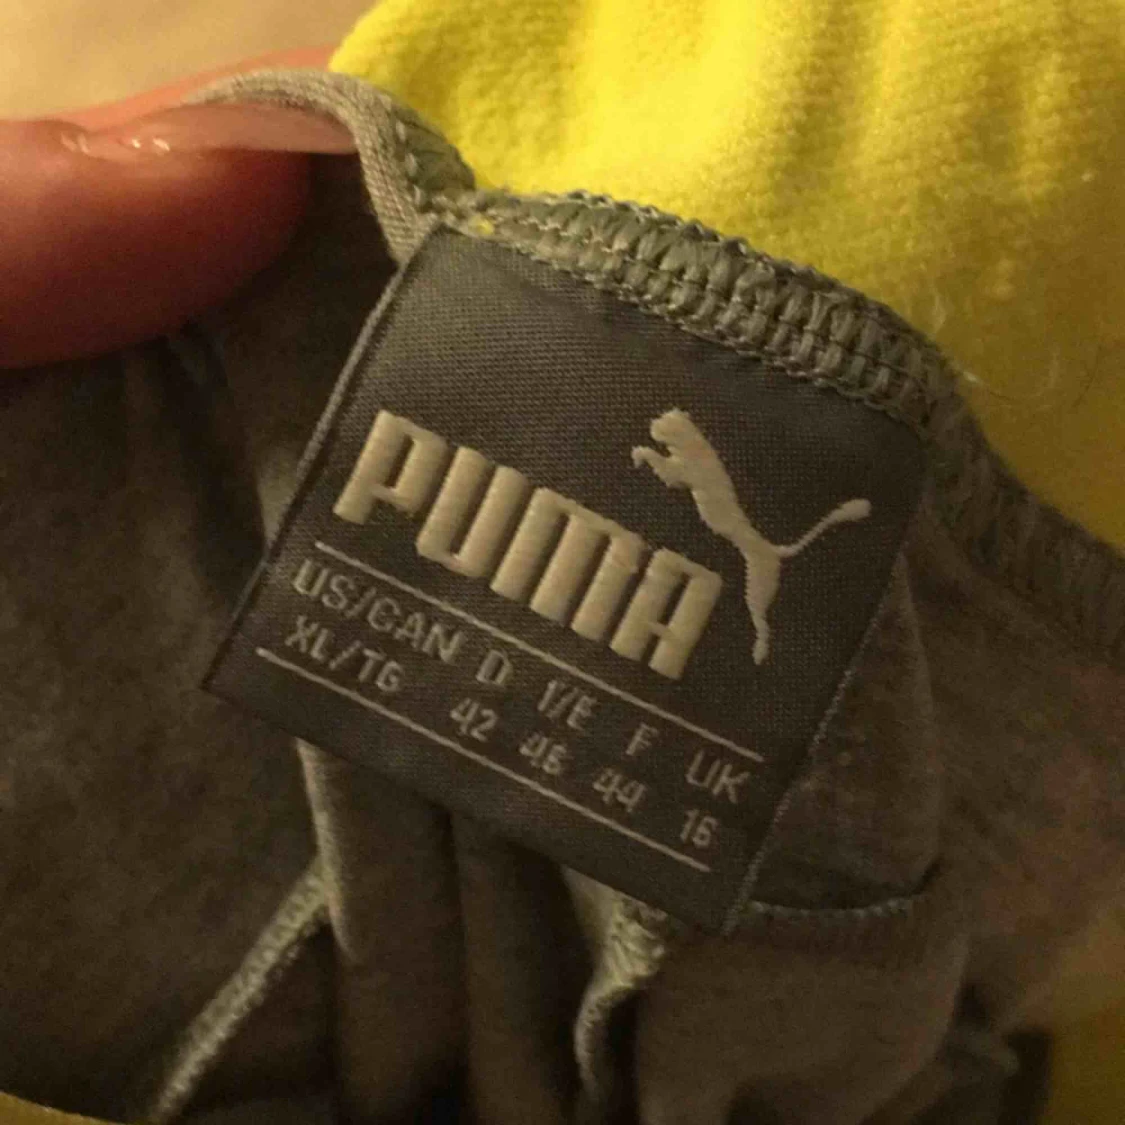 PUMA
US/CAN D I/E F UK
XL/TG 42 46 44 16